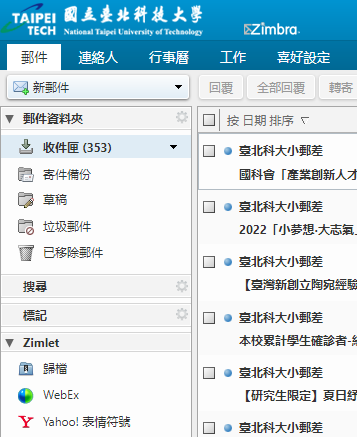 TAIPEI TECH
國立臺北科技大學
National Taipei University of Technology
Zimbra
郵件 連絡人 行事曆 工作 喜好設定
新郵件 回覆 全部回覆 轉寄
郵件資料夾
按 日期 排序
收件匣 (353)
寄件備份
草稿
垃圾郵件
已移除郵件
搜尋
標記
Zimlet
歸檔
WebEx
Yahoo! 表情符號
臺北科大小郵差
國科會「產業創新人才
臺北科大小郵差
2022「小夢想‧大志氣」
臺北科大小郵差
【臺灣新創立陶宛經驗
臺北科大小郵差
本校累計學生確診者-糹
臺北科大小郵差
【研究生限定】夏日紓
臺北科大小郵差